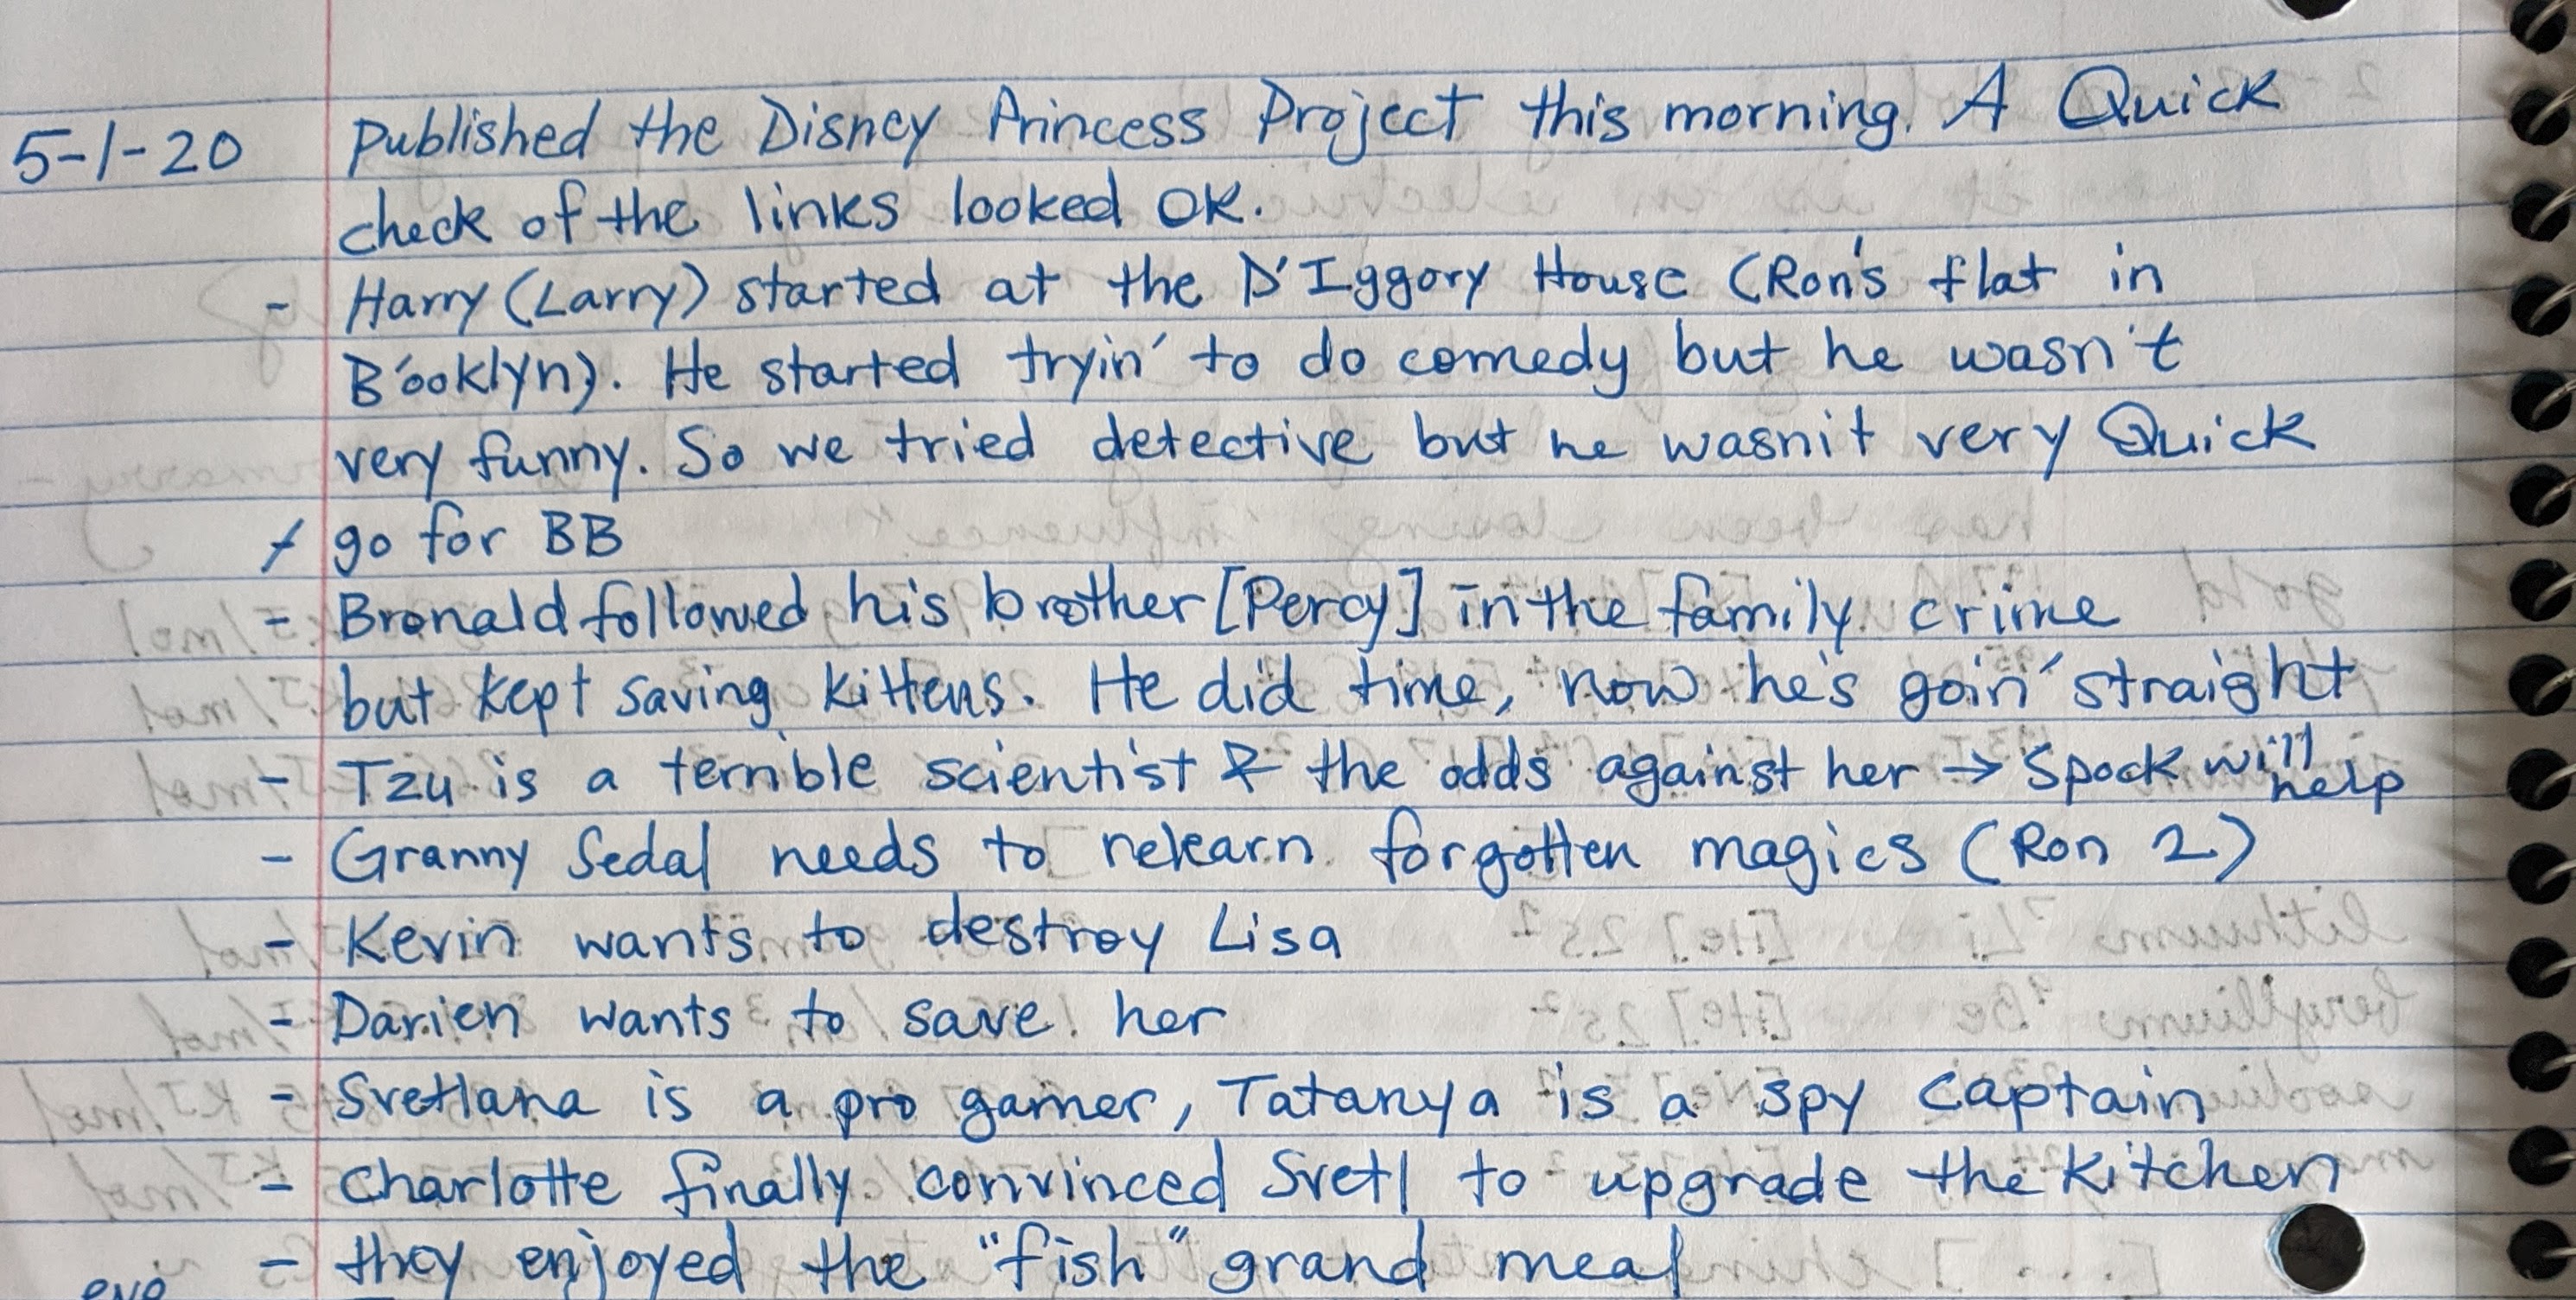 5-1-20 Published the Disney Princess Project this morning. A Quick
check of the links looked OK.
- Harry (Larry) started at the D'Iggory House (Ron's flat in
B'ooklyn). He started tryin' to do comedy but he wasn't
very funny. So we tried detective but he wasn't very Quick
go for BB
- Bronald followed his brother [Percy] in the family crime
but kept saving kittens. He did time, now he's goin' straight
- Tzu is a terrible scientist & the odds against her → Spock will help
- Granny Sedal needs to relearn forgotten magics (Ron 2)
- Kevin wants to destroy Lisa
- Darien wants to save her
- Svetlana is a pro gamer, Tatanya is a spy captain
- Charlotte finally convinced Svetl to upgrade the kitchen
- they enjoyed the "fish" grand meal
eve